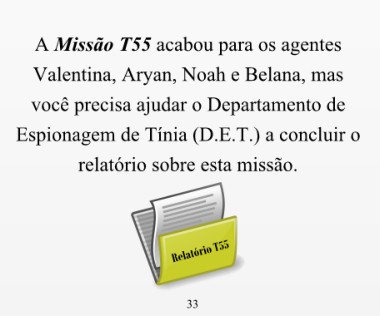 A Missão T55 acabou para os agentes
Valentina, Aryan, Noah e Belana, mas
você precisa ajudar o Departamento de
Espionagem de Tínia (D.E.T.) a concluir o
relatório sobre esta missão.
Relatório T55
33